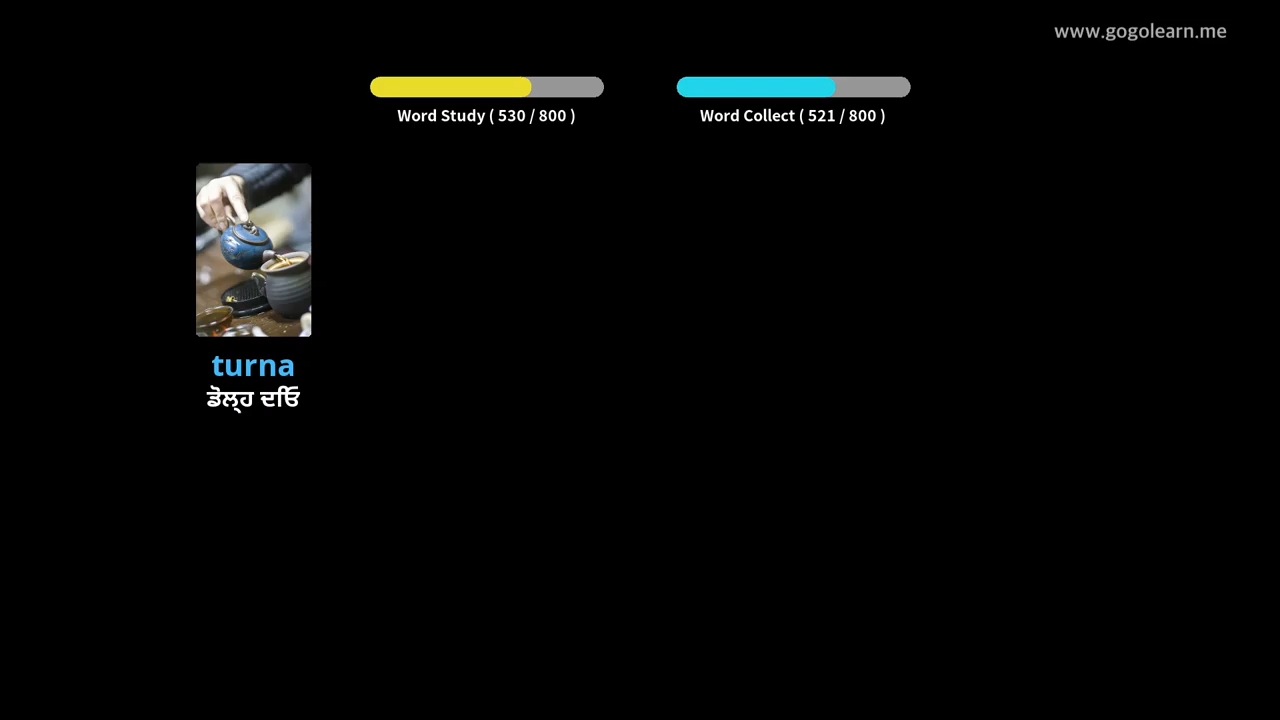 www.gogolearn.me
Word Study ( 530 / 800 )
Word Collect ( 521 / 800 )
turna
ਡੋਲ੍ਹ ਦਿਓ